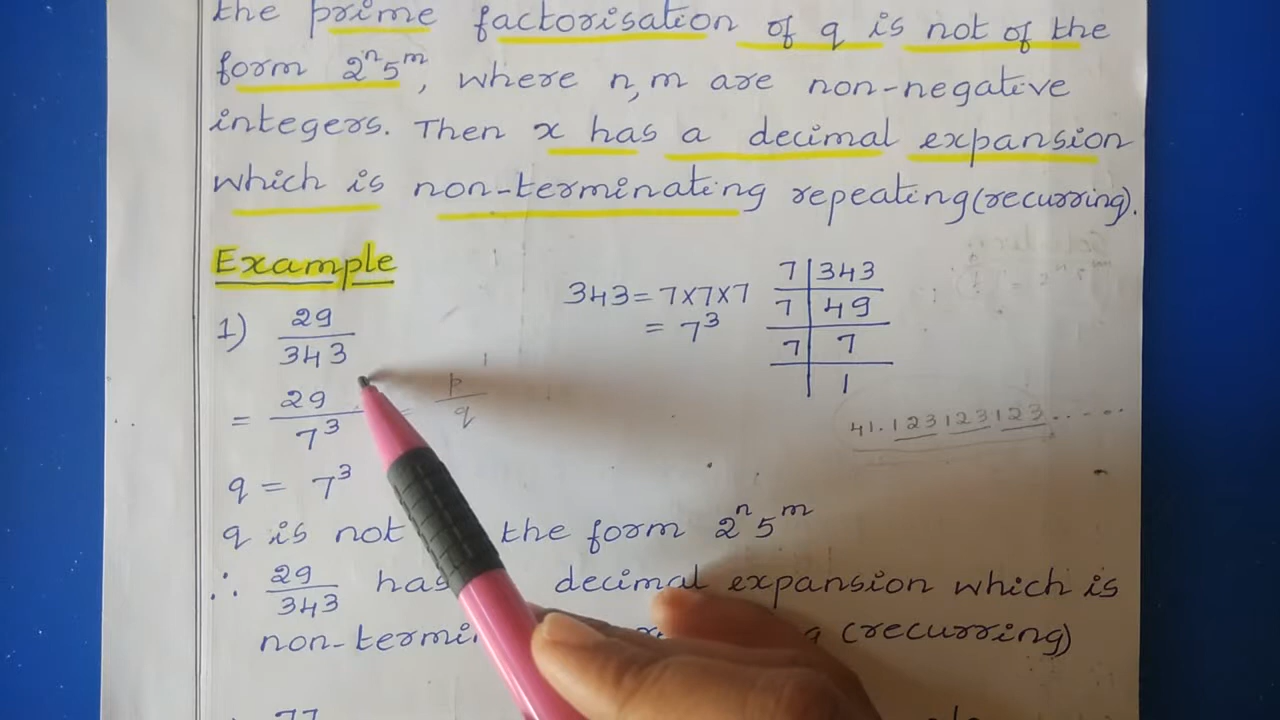 the prime factorisation of q is not of the
form 2ⁿ5ᵐ, where n,m are non-negative
integers. Then x has a decimal expansion
which is non-terminating repeating(recurring).
Example
1) 29/343
343 = 7×7×7
= 7³
7 | 343
7 | 49
7 | 7
| 1
= 29/7³ = p/q
41.123123123.....
q = 7³
q is not the form 2ⁿ5ᵐ
∴ 29/343 has decimal expansion which is
(recurring)
77